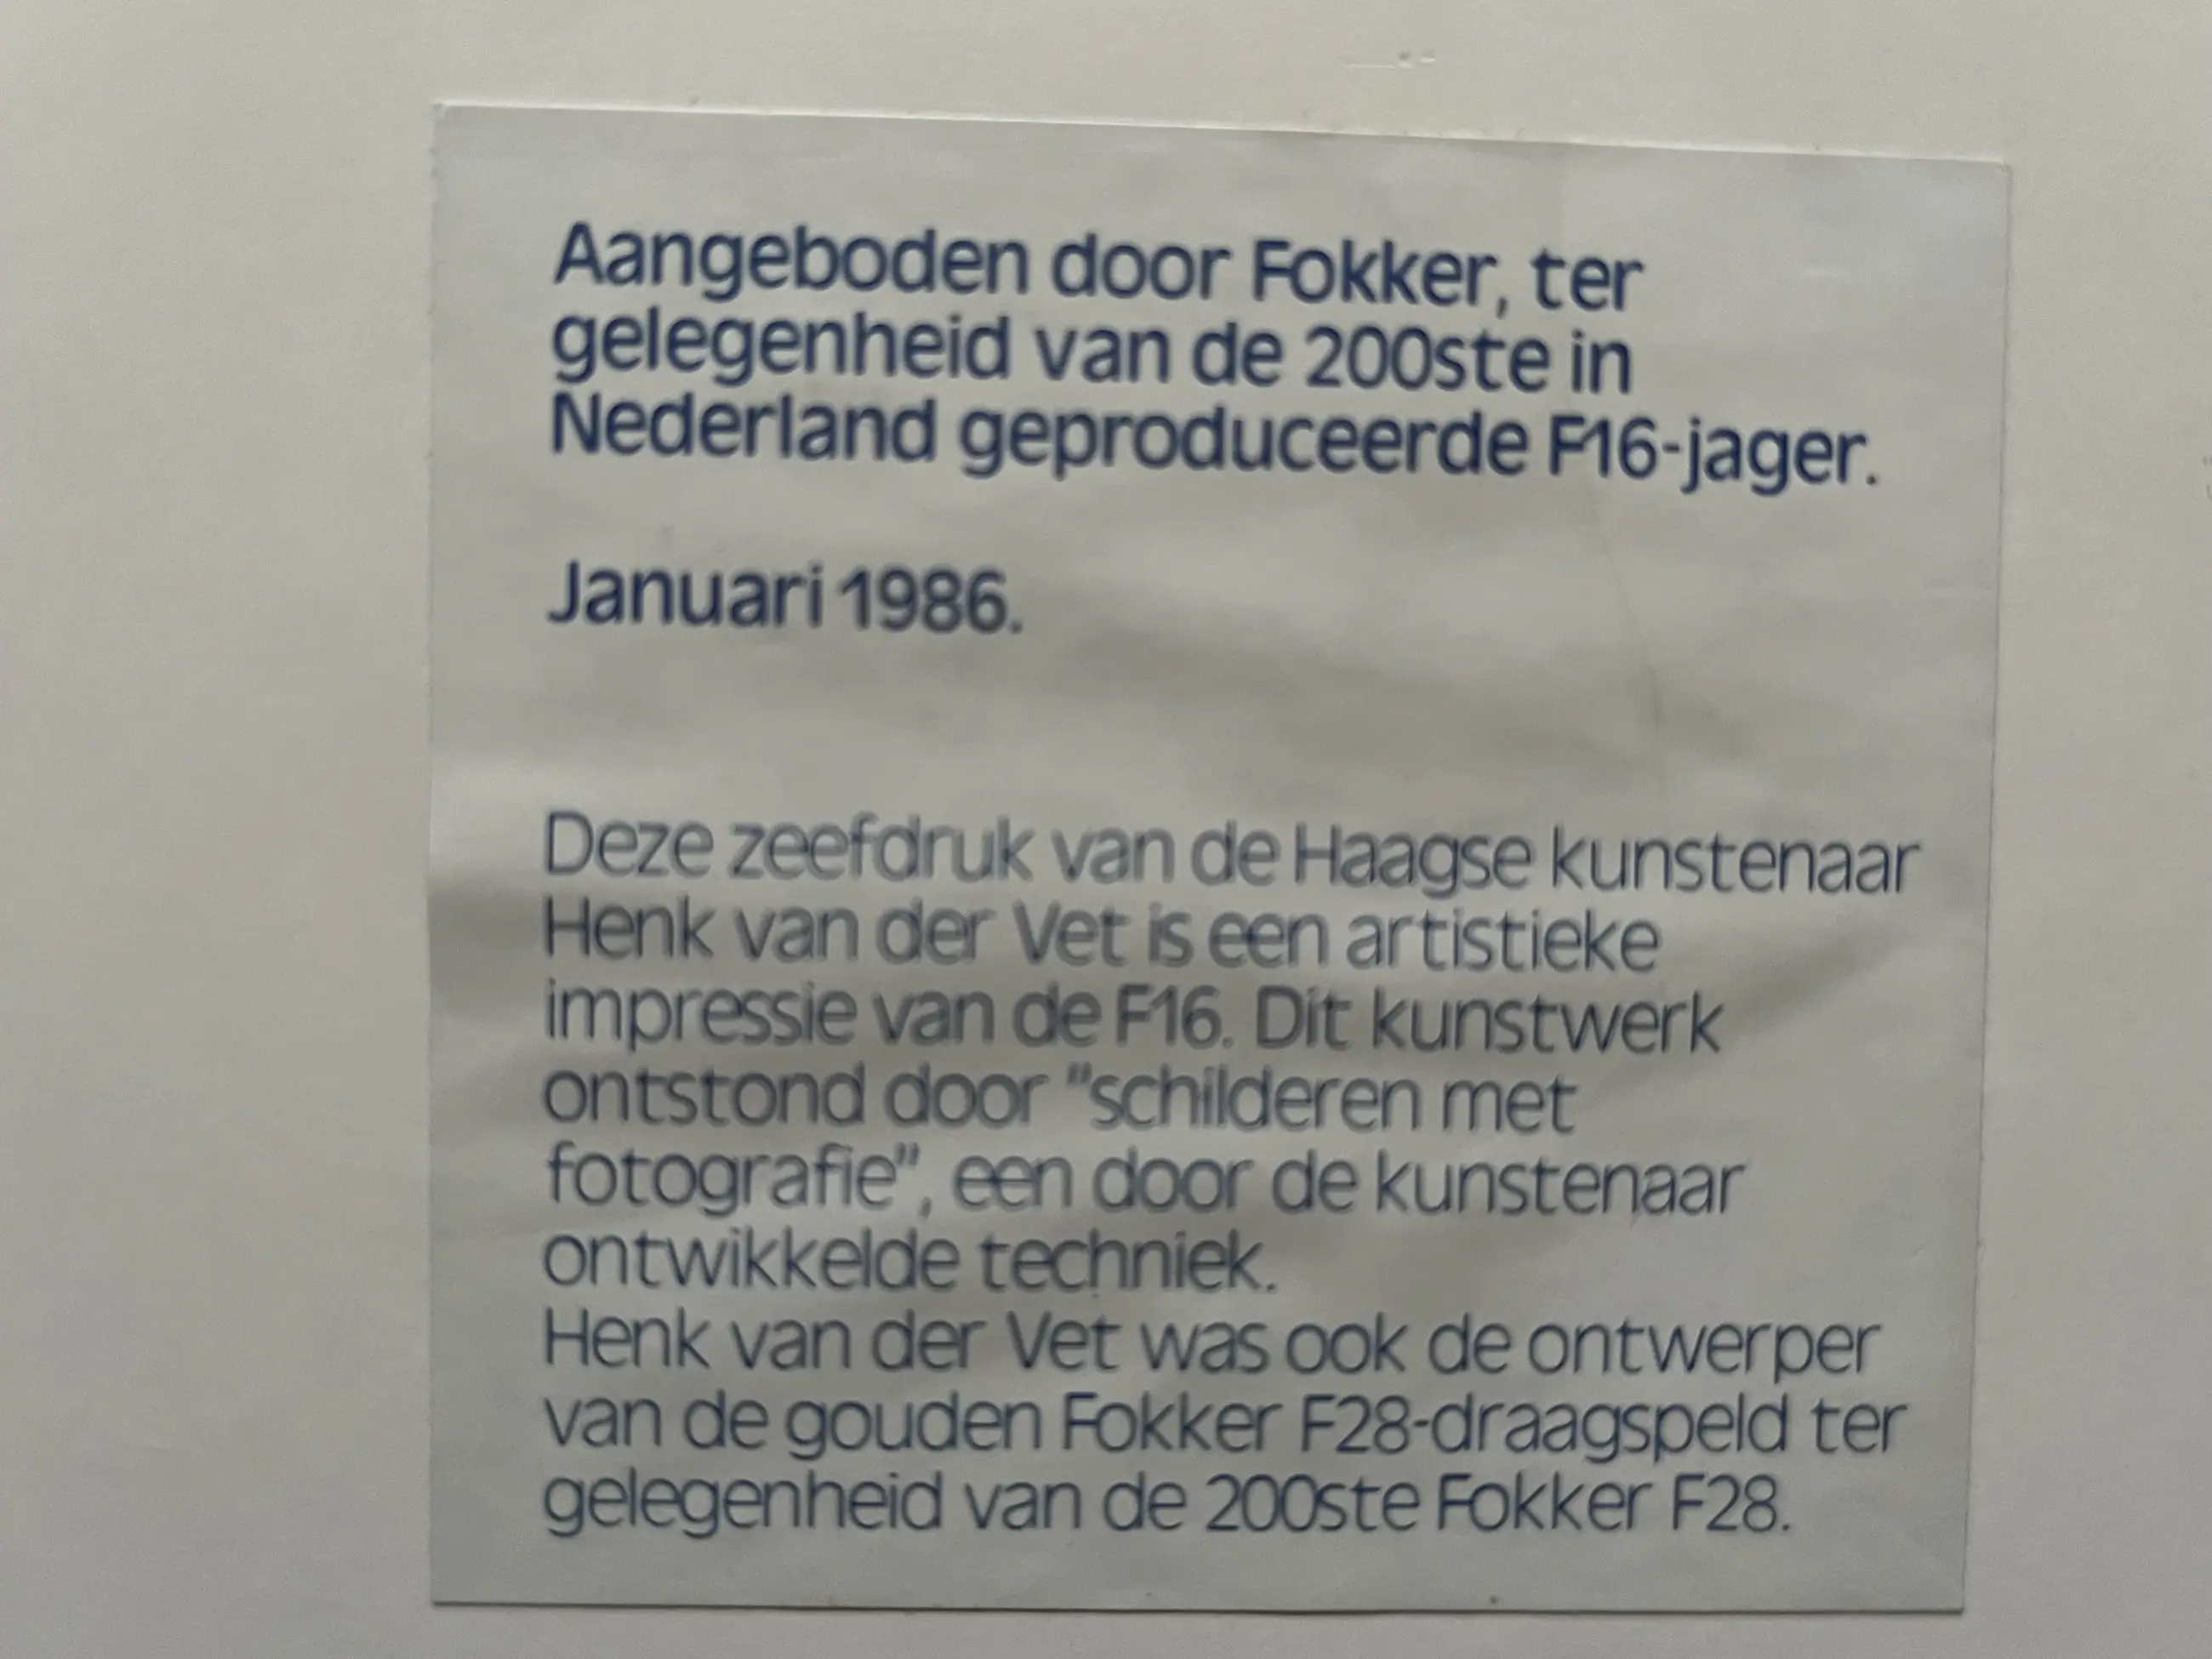 Aangeboden door Fokker, ter
gelegenheid van de 200ste in
Nederland geproduceerde F16-jager.
Januari 1986.
Deze zeefdruk van de Haagse kunstenaar
Henk van der Vet is een artistieke
impressie van de F16. Dit kunstwerk
ontstond door "schilderen met
fotografie", een door de kunstenaar
ontwikkelde techniek.
Henk van der Vet was ook de ontwerper
van de gouden Fokker F28-draagspeld ter
gelegenheid van de 200ste Fokker F28.